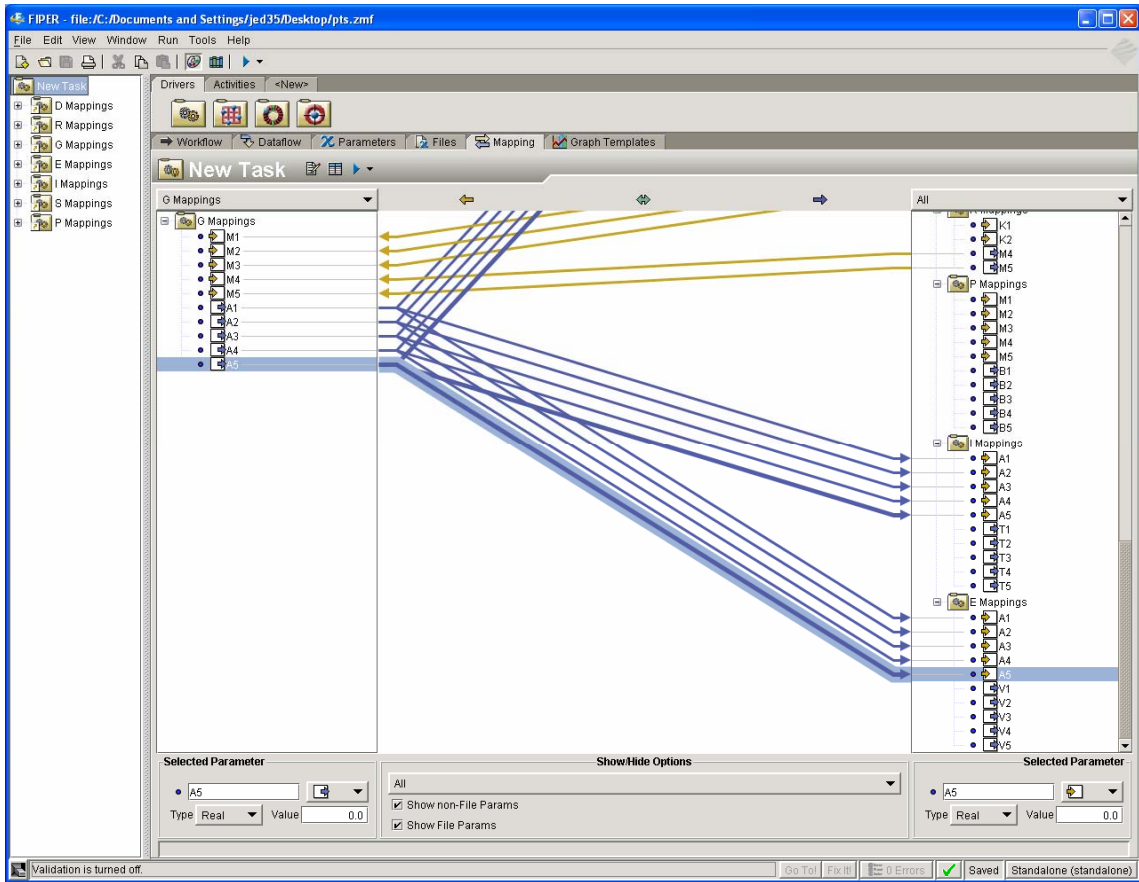 FIPER - file:/C:/Documents and Settings/jed35/Desktop/pts.zmf
File Edit View Window Run Tools Help
New Task
D Mappings
R Mappings
G Mappings
E Mappings
I Mappings
S Mappings
P Mappings
Drivers Activities <New>
Workflow Dataflow Parameters Files Mapping Graph Templates
New Task
G Mappings
All
G Mappings
M1
M2
M3
M4
M5
A1
A2
A3
A4
A5
Mappings
K1
K2
M4
M5
P Mappings
M1
M2
M3
M4
M5
B1
B2
B3
B4
B5
I Mappings
A1
A2
A3
A4
A5
T1
T2
T3
T4
T5
E Mappings
A1
A2
A3
A4
A5
V1
V2
V3
V4
V5
Selected Parameter
A5
Type Real Value 0.0
Show/Hide Options
All
Show non-File Params
Show File Params
Selected Parameter
A5
Type Real Value 0.0
Validation is turned off.
Go To! Fix It! 0 Errors Saved Standalone (standalone)